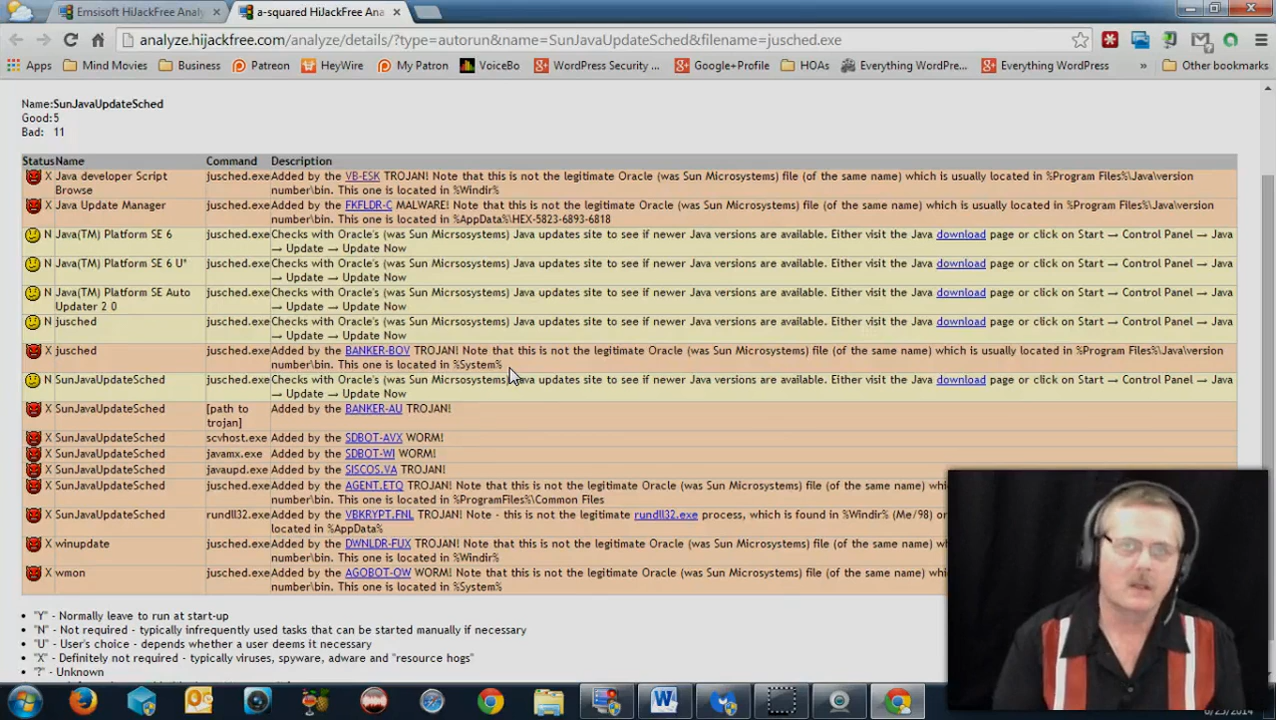 Emsisoft HiJackFree Analy
a-squared HiJackFree Ana
analyze.hijackfree.com/analyze/details/?type=autorun&name=SunJavaUpdateSched&filename=jusched.exe
Apps Mind Movies Business Patreon HeyWire My Patron VoiceBo WordPress Security ... Google+Profile HOAs Everything WordPre... Everything WordPress » Other bookmarks
Name:SunJavaUpdateSched
Good:5
Bad: 11
Status Name Command Description
X Java developer Script Browse jusched.exe Added by the VB-ESK TROJAN! Note that this is not the legitimate Oracle (was Sun Microsystems) file (of the same name) which is usually located in %Program Files%\Java\version
number\bin. This one is located in %Windir%
X Java Update Manager jusched.exe Added by the FKFLDR-C MALWARE! Note that this is not the legitimate Oracle (was Sun Microsystems) file (of the same name) which is usually located in %Program Files%\Java\version
number\bin. This one is located in %AppData%\HEX-5823-6893-6818
N Java(TM) Platform SE 6 jusched.exe Checks with Oracle's (was Sun Micrsosystems) Java updates site to see if newer Java versions are available. Either visit the Java download page or click on Start → Control Panel → Java
→ Update → Update Now
N Java(TM) Platform SE 6 U* jusched.exe Checks with Oracle's (was Sun Micrsosystems) Java updates site to see if newer Java versions are available. Either visit the Java download page or click on Start → Control Panel → Java
→ Update → Update Now
N Java(TM) Platform SE Auto Updater 2 0 jusched.exe Checks with Oracle's (was Sun Micrsosystems) Java updates site to see if newer Java versions are available. Either visit the Java download page or click on Start → Control Panel → Java
→ Update → Update Now
N jusched jusched.exe Checks with Oracle's (was Sun Micrsosystems) Java updates site to see if newer Java versions are available. Either visit the Java download page or click on Start → Control Panel → Java
→ Update → Update Now
X jusched jusched.exe Added by the BANKER-BOV TROJAN! Note that this is not the legitimate Oracle (was Sun Microsystems) file (of the same name) which is usually located in %Program Files%\Java\version
number\bin. This one is located in %System%
N SunJavaUpdateSched jusched.exe Checks with Oracle's (was Sun Micrsosystems) Java updates site to see if newer Java versions are available. Either visit the Java download page or click on Start → Control Panel → Java
→ Update → Update Now
X SunJavaUpdateSched [path to trojan] Added by the BANKER-AU TROJAN!
X SunJavaUpdateSched scvhost.exe Added by the SDBOT-AVX WORM!
X SunJavaUpdateSched javamx.exe Added by the SDBOT-WI WORM!
X SunJavaUpdateSched javaupd.exe Added by the SISCOS.VA TROJAN!
X SunJavaUpdateSched jusched.exe Added by the AGENT.ETQ TROJAN! Note that this is not the legitimate Oracle (was Sun Microsystems) file (of the same name)
number\bin. This one is located in %ProgramFiles%\Common Files
X SunJavaUpdateSched rundll32.exe Added by the VBKRYPT.FNL TROJAN! Note - this is not the legitimate rundll32.exe process, which is found in %Windir% (Me/98) or
located in %AppData%
X winupdate jusched.exe Added by the DWNLDR-FUX TROJAN! Note that this is not the legitimate Oracle (was Sun Microsystems) file (of the same name)
number\bin. This one is located in %Windir%
X wmon jusched.exe Added by the AGOBOT-OW WORM! Note that this is not the legitimate Oracle (was Sun Microsystems) file (of the same name)
number\bin. This one is located in %System%
• "Y" - Normally leave to run at start-up
• "N" - Not required - typically infrequently used tasks that can be started manually if necessary
• "U" - User's choice - depends whether a user deems it necessary
• "X" - Definitely not required - typically viruses, spyware, adware and "resource hogs"
• "?" - Unknown
6/23/2014